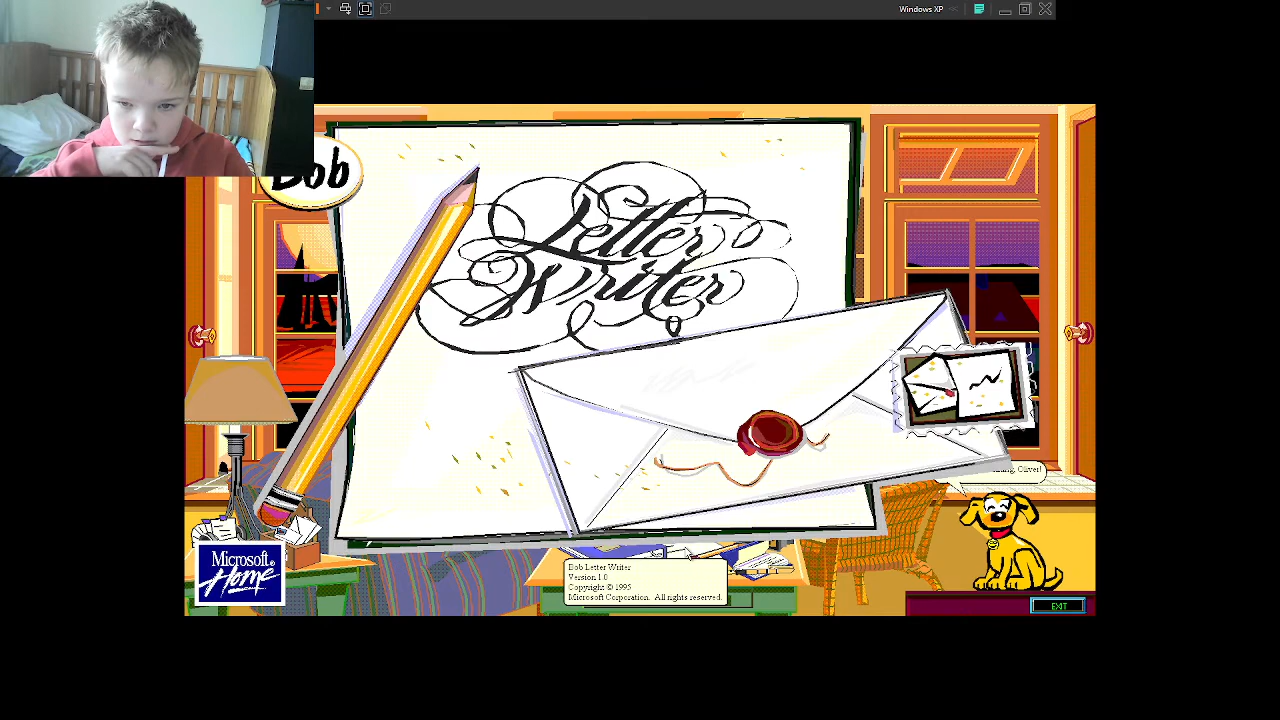 Windows XP
Bob
Letter
Writer
Oliver!
Microsoft®
Home
Bob Letter Writer
Version 1.0
Copyright © 1995
Microsoft Corporation. All rights reserved.
EXIT